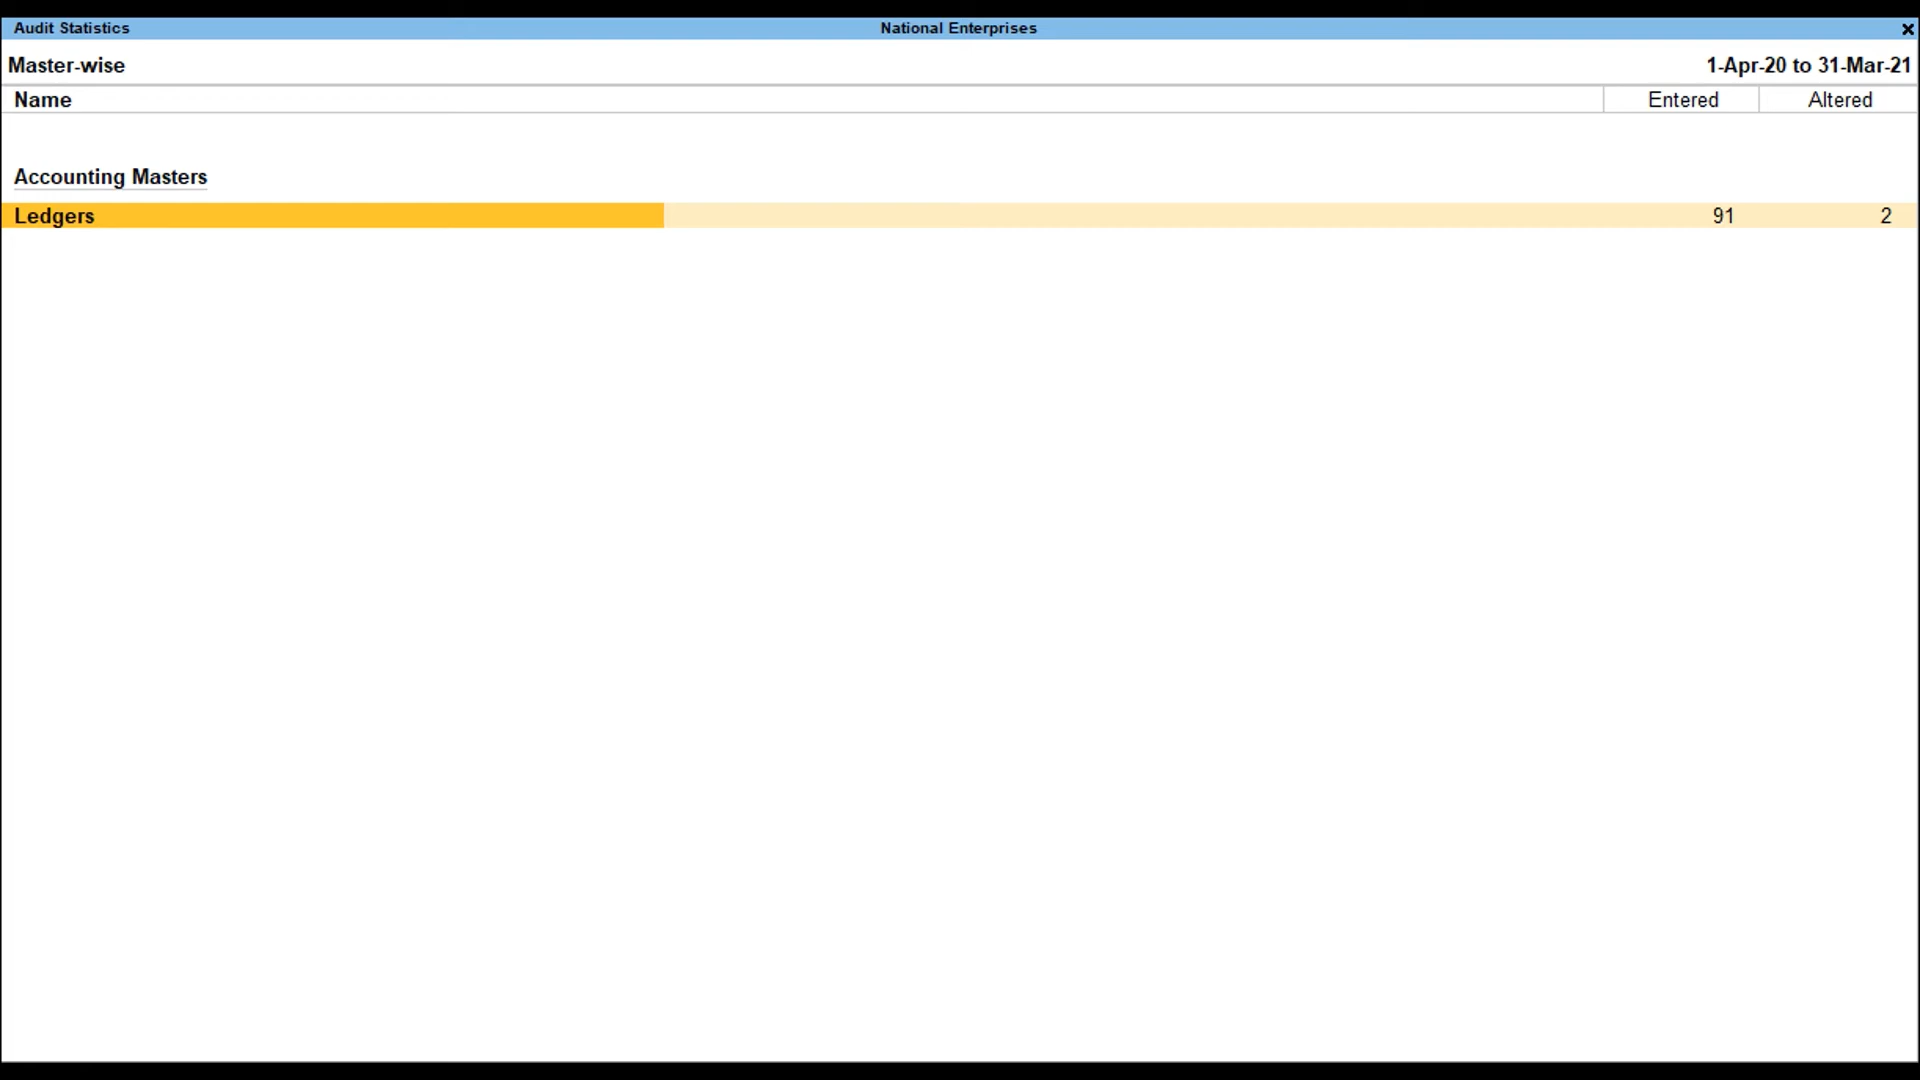 Audit Statistics National Enterprises ×
Master-wise 1-Apr-20 to 31-Mar-21
Name Entered Altered
Accounting Masters
Ledgers 91 2